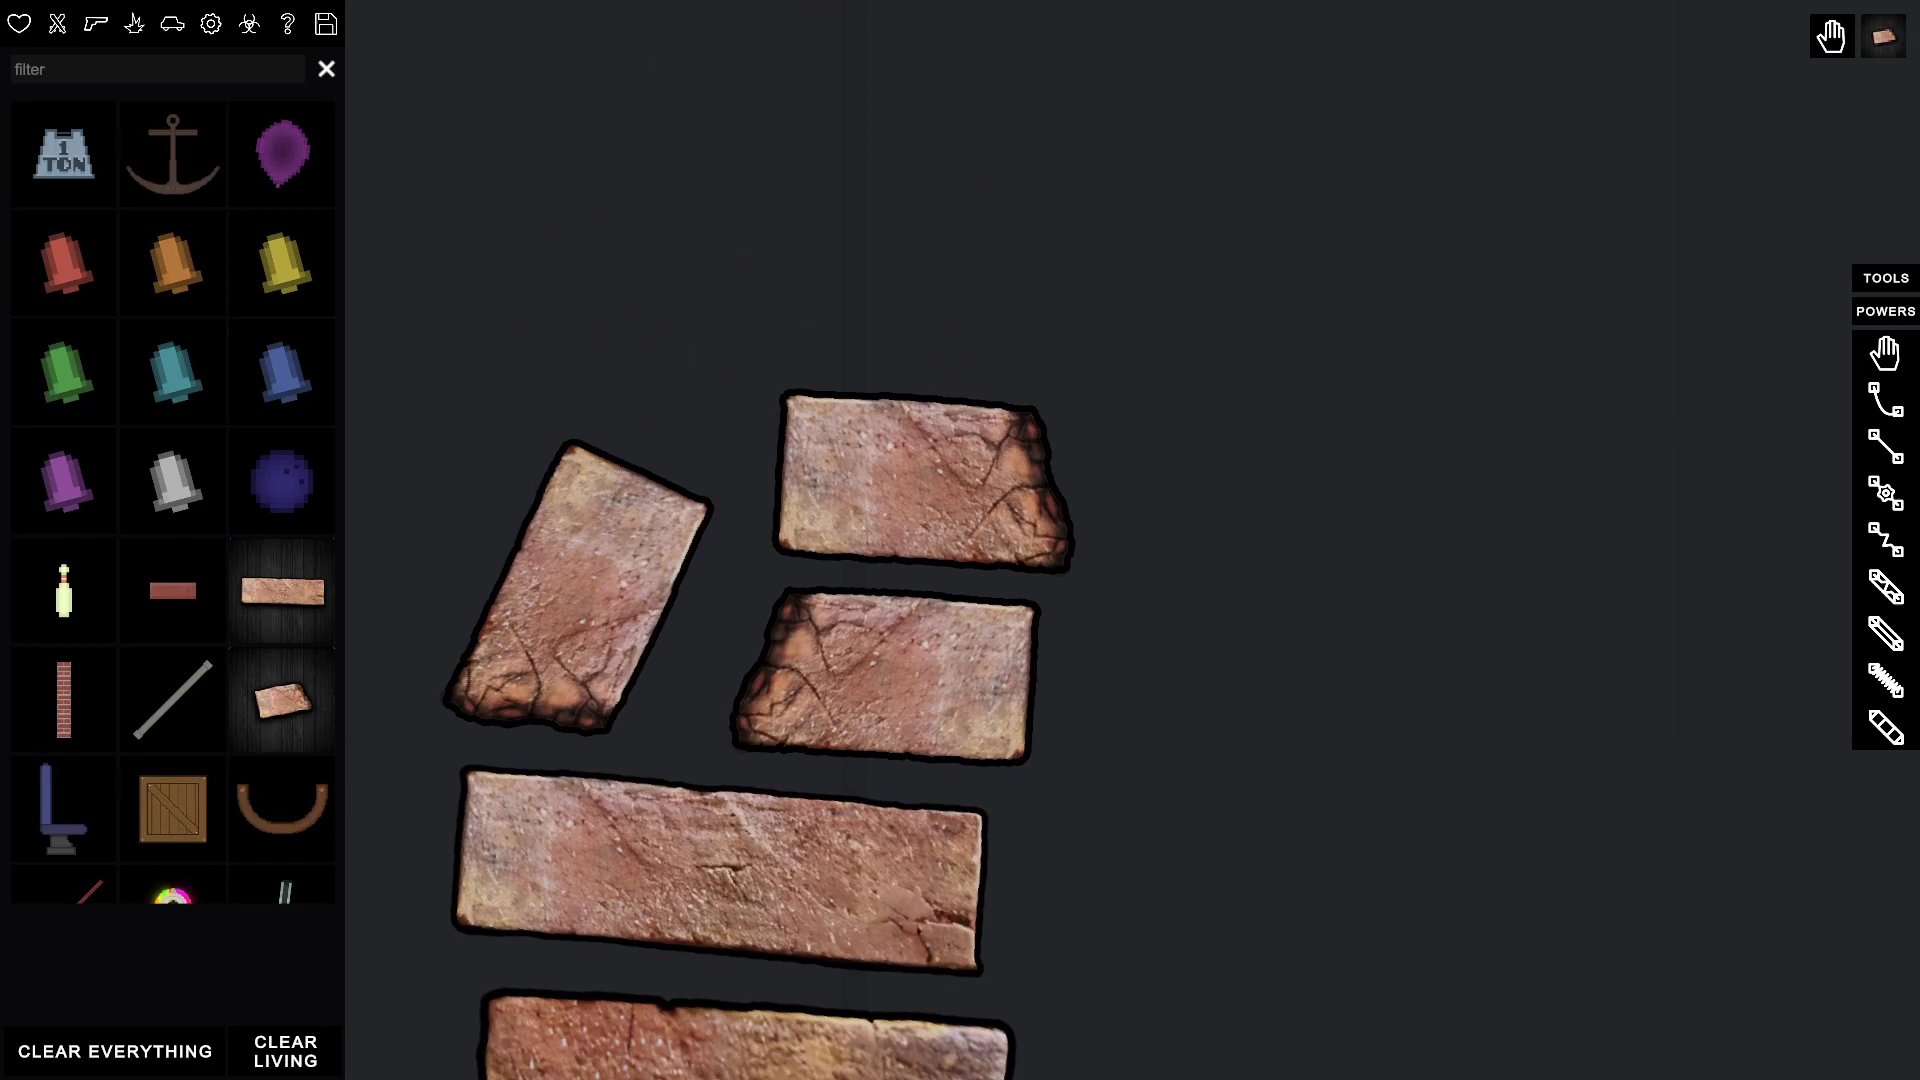 filter
1
TON
TOOLS
POWERS
CLEAR EVERYTHING
CLEAR
LIVING